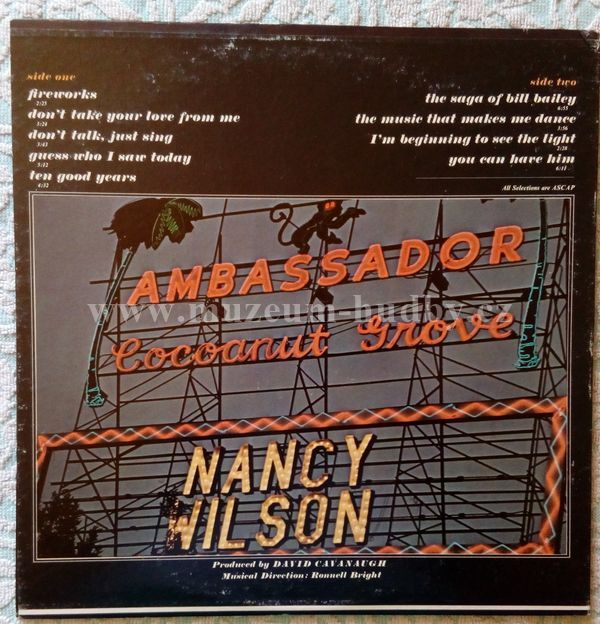 side one
fireworks
2:25
don't take your love from me
3:24
don't talk, just sing
3:43
guess who I saw today
3:12
ten good years
4:32
side two
the saga of bill bailey
6:55
the music that makes me dance
3:56
I'm beginning to see the light
2:28
you can have him
6:11
All Selections are ASCAP
AMBASSADOR
www.muzeum-hudby.cz
Cocoanut Grove
NANCY
WILSON
Produced by DAVID CAVANAUGH
Musical Direction: Ronnell Bright